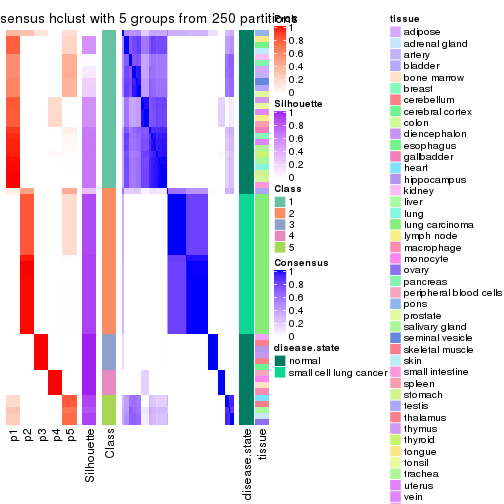 sensus hclust with 5 groups from 250 partitions
1
0.8
0.6
0.4
0.2
0
Silhouette
1
0.8
0.6
0.4
0.2
0
Class
1
2
3
4
5
Consensus
1
0.8
0.6
0.4
0.2
0
disease.state
normal
small cell lung cancer
tissue
adipose
adrenal gland
artery
bladder
bone marrow
breast
cerebellum
cerebral cortex
colon
diencephalon
esophagus
gallbadder
heart
hippocampus
kidney
liver
lung
lung carcinoma
lymph node
macrophage
monocyte
ovary
pancreas
peripheral blood cells
pons
prostate
salivary gland
seminal vesicle
skeletal muscle
skin
small intestine
spleen
stomach
testis
thalamus
thymus
thyroid
tongue
tonsil
trachea
uterus
vein
p1
p2
p3
p4
p5
Silhouette
Class
disease.state
tissue